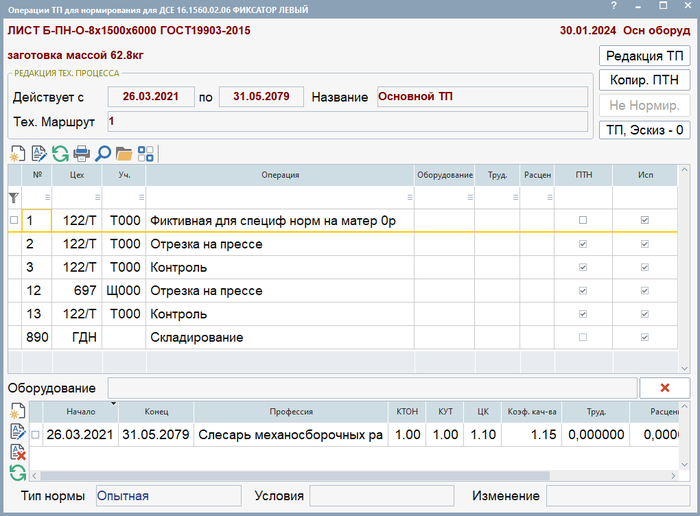 Операции ТП для нормирования для ДСЕ 16.1560.02.06 ФИКСАТОР ЛЕВЫЙ
ЛИСТ Б-ПН-О-8х1500х6000 ГОСТ19903-2015 30.01.2024 Осн оборуд
заготовка массой 62.8кг
Редакция ТП
РЕДАКЦИЯ ТЕХ. ПРОЦЕССА
Копир. ПТН
Действует с 26.03.2021 по 31.05.2079 Название Основной ТП
Не Нормир.
Тех. Маршрут 1
ТП, Эскиз - 0
№ Цех Уч. Операция Оборудование Труд. Расцен ПТН Исп
1 122/Т Т000 Фиктивная для специф норм на матер 0р
2 122/Т Т000 Отрезка на прессе
3 122/Т Т000 Контроль
12 697 Щ000 Отрезка на прессе
13 122/Т Т000 Контроль
890 ГДН Складирование
Оборудование
Начало Конец Профессия КТОН КУТ ЦК Коэф. кач-ва Труд. Расцен
26.03.2021 31.05.2079 Слесарь механосборочных ра 1.00 1.00 1.10 1.15 0,000000 0,0000
Тип нормы Опытная Условия Изменение